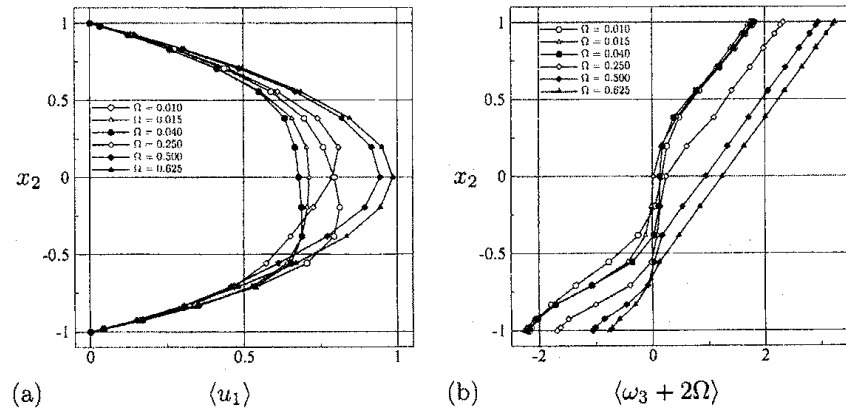 1
0.5
x₂ 0
-0.5
-1
Ω = 0.010
Ω = 0.015
Ω = 0.040
Ω = 0.250
Ω = 0.500
Ω = 0.625
0 0.5 1
(a) ⟨u₁⟩
1
0.5
x₂ 0
-0.5
-1
Ω = 0.010
Ω = 0.015
Ω = 0.040
Ω = 0.250
Ω = 0.500
Ω = 0.625
-2 0 2
(b) ⟨ω₃ + 2Ω⟩